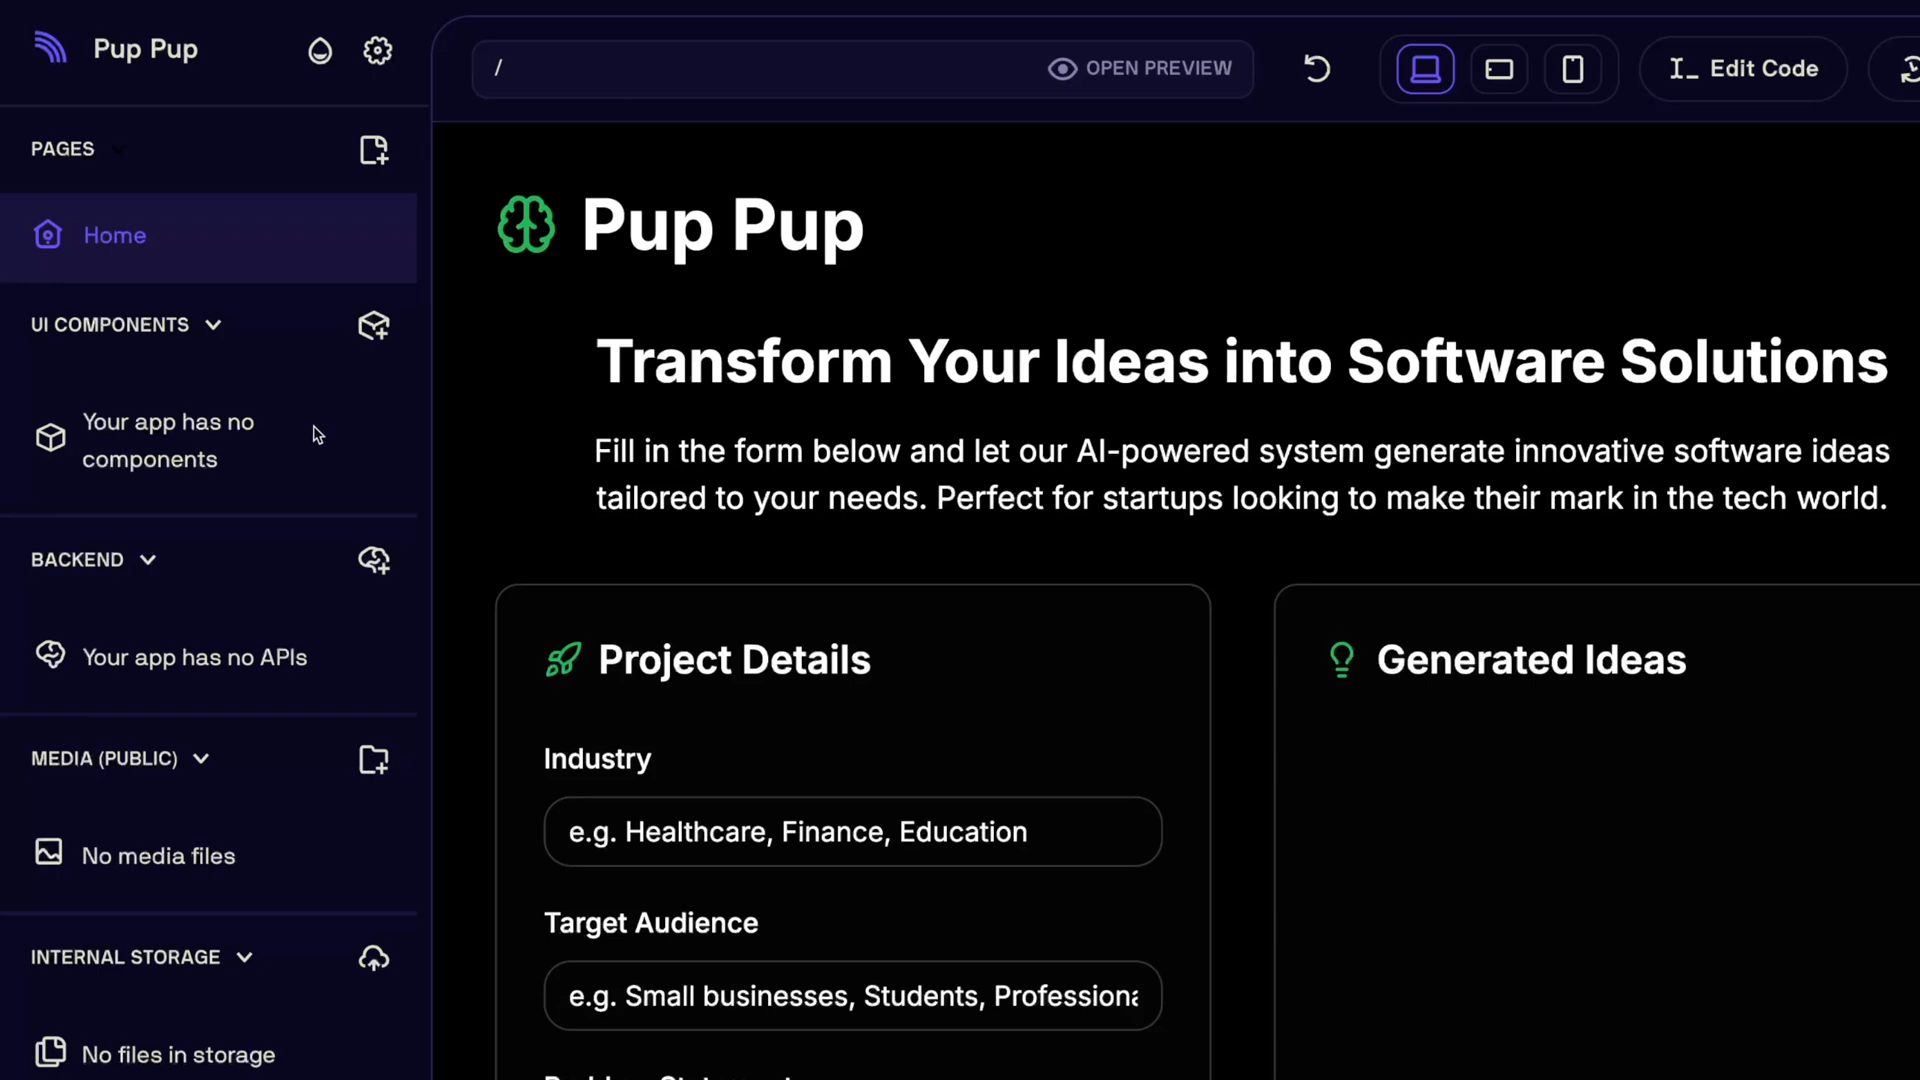 Pup Pup
/
OPEN PREVIEW
Edit Code
PAGES
Home
UI COMPONENTS
Your app has no
components
BACKEND
Your app has no APIs
MEDIA (PUBLIC)
No media files
INTERNAL STORAGE
No files in storage
Pup Pup
Transform Your Ideas into Software Solutions
Fill in the form below and let our AI-powered system generate innovative software ideas
tailored to your needs. Perfect for startups looking to make their mark in the tech world.
Project Details
Industry
e.g. Healthcare, Finance, Education
Target Audience
e.g. Small businesses, Students, Professiona
Generated Ideas